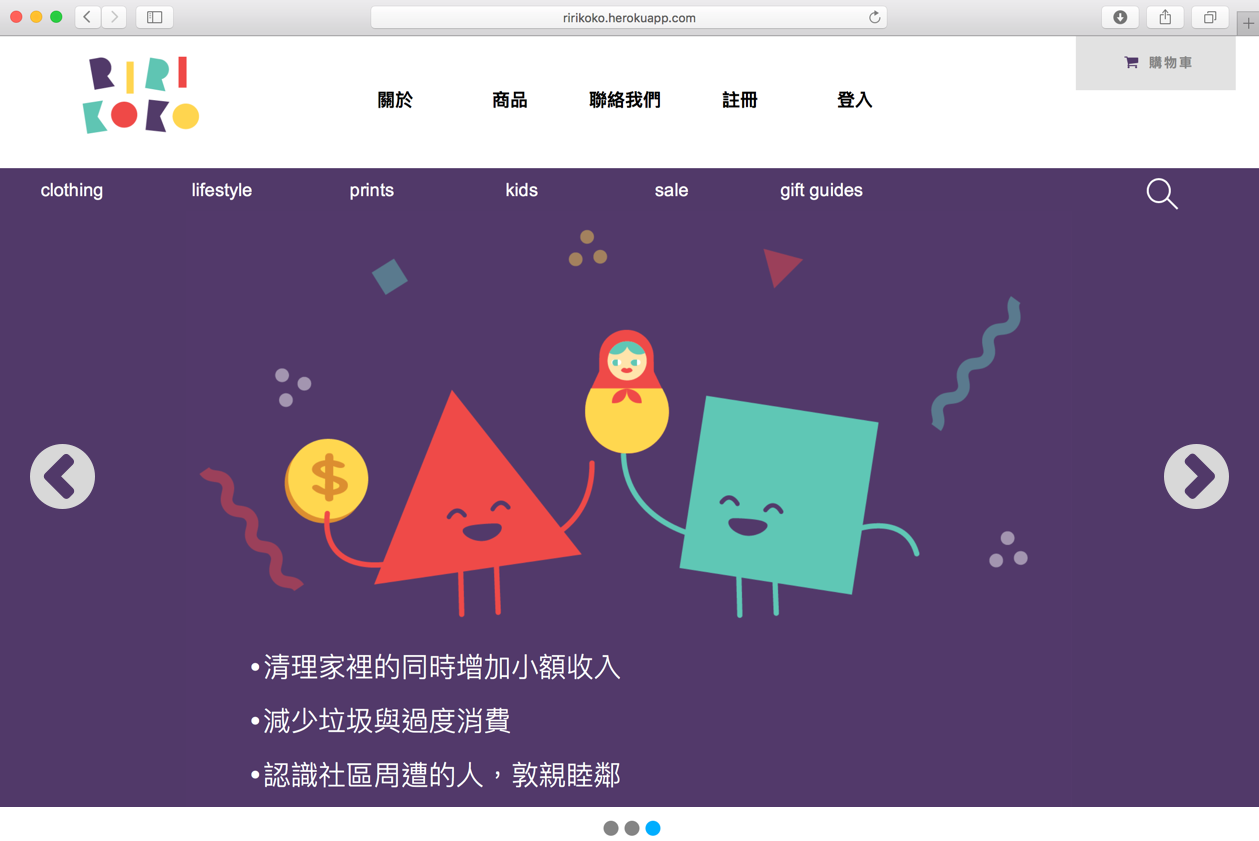 ririkoko.herokuapp.com
購物車
RIRI
KOKO
關於 商品 聯絡我們 註冊 登入
clothing lifestyle prints kids sale gift guides
$
•清理家裡的同時增加小額收入
•減少垃圾與過度消費
•認識社區周遭的人，敦親睦鄰